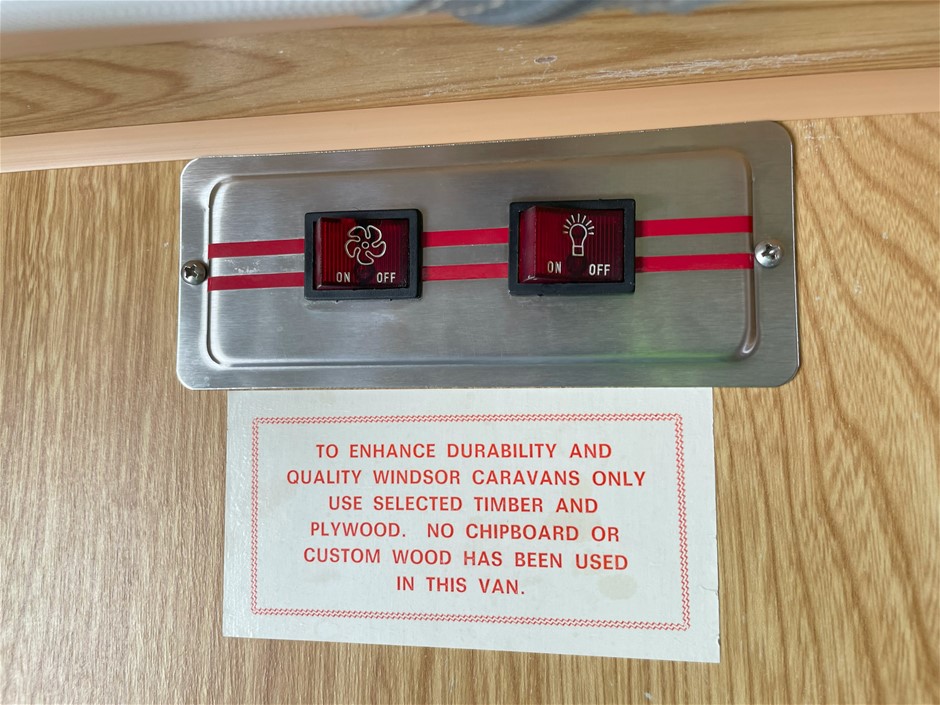 ON OFF
ON OFF
TO ENHANCE DURABILITY AND
QUALITY WINDSOR CARAVANS ONLY
USE SELECTED TIMBER AND
PLYWOOD. NO CHIPBOARD OR
CUSTOM WOOD HAS BEEN USED
IN THIS VAN.